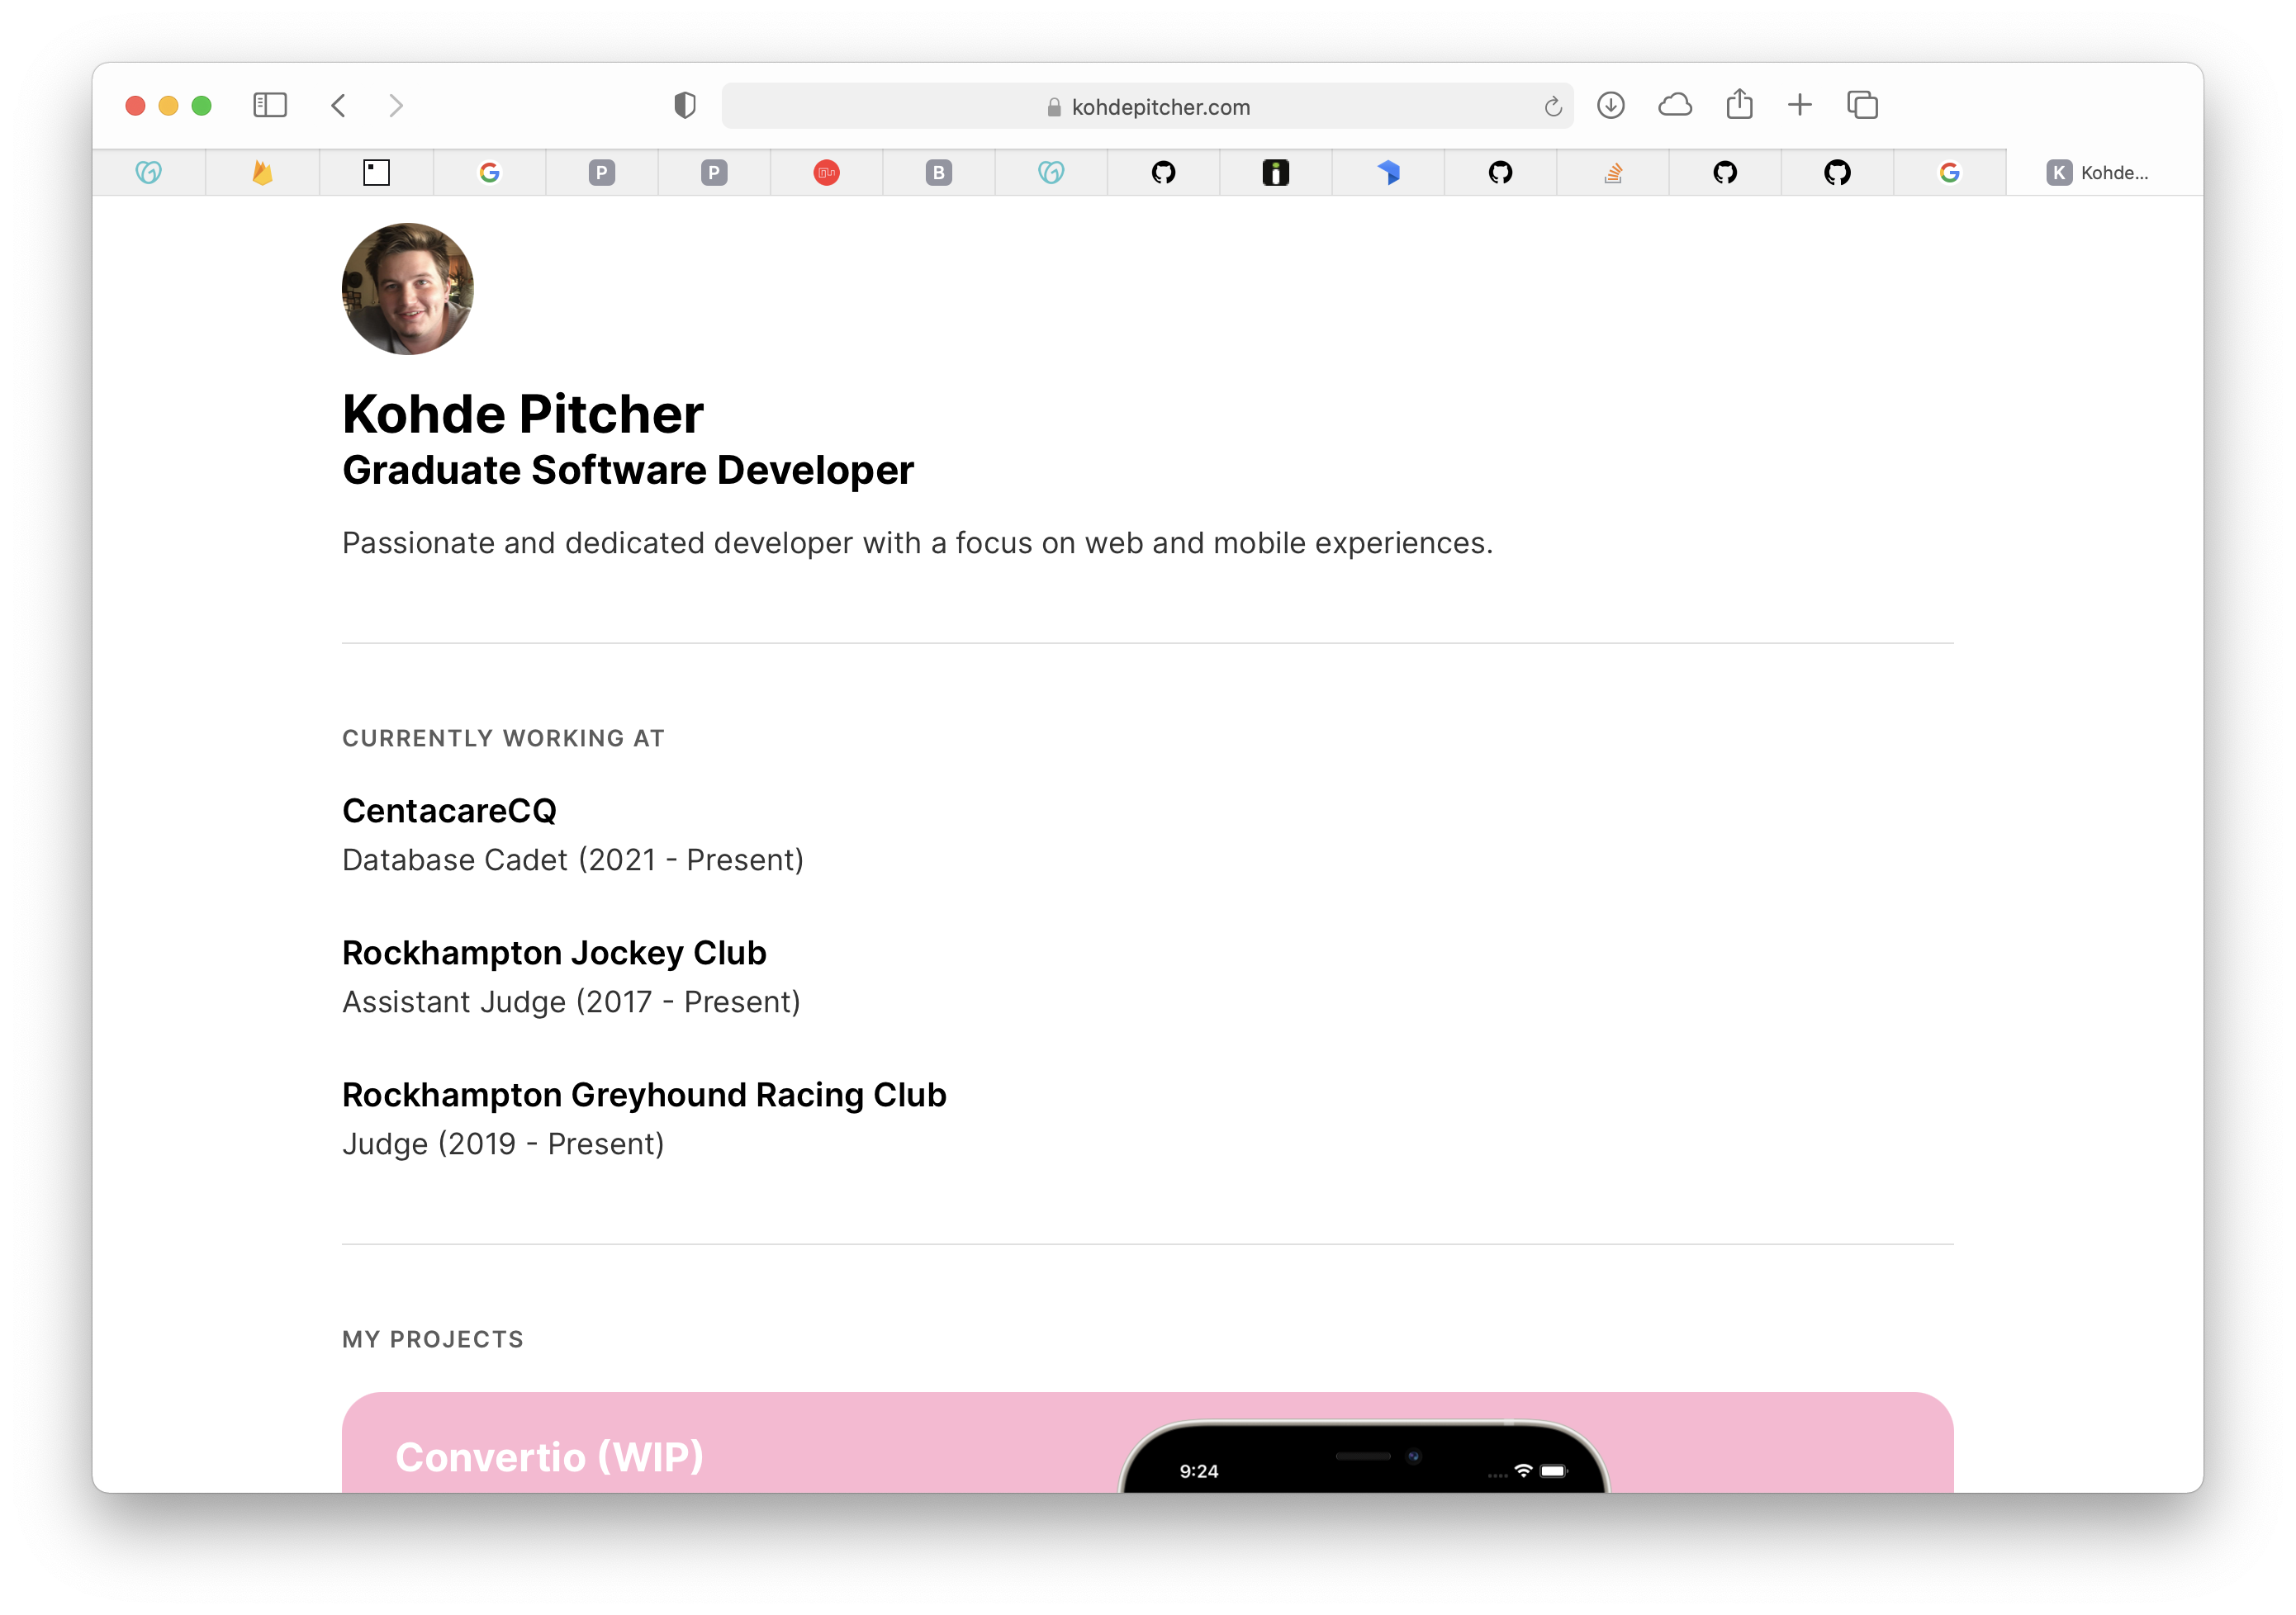 kohdepitcher.com
P
P
B
K Kohde...
Kohde Pitcher
Graduate Software Developer
Passionate and dedicated developer with a focus on web and mobile experiences.
CURRENTLY WORKING AT
CentacareCQ
Database Cadet (2021 - Present)
Rockhampton Jockey Club
Assistant Judge (2017 - Present)
Rockhampton Greyhound Racing Club
Judge (2019 - Present)
MY PROJECTS
Convertio (WIP)
9:24